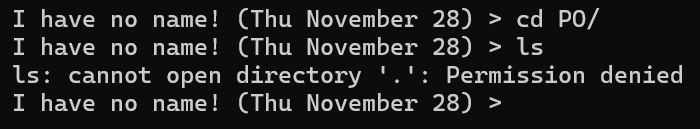 I have no name! (Thu November 28) > cd PO/
I have no name! (Thu November 28) > ls
ls: cannot open directory '.': Permission denied
I have no name! (Thu November 28) >